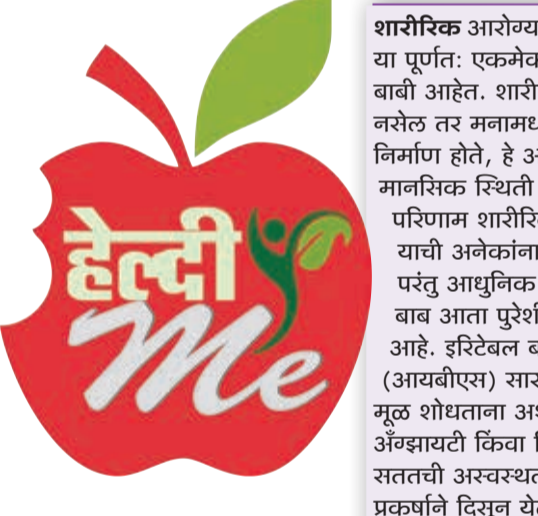 हेल्दी
Me
शारीरिक आरोग्य
या पूर्णत: एकमेक
बाबी आहेत. शारी
नसेल तर मनामध
निर्माण होते, हे अ
मानसिक स्थिती
परिणाम शारीरि
याची अनेकांना
परंतु आधुनिक
बाब आता पुरेशी
आहे. इरिटेबल ब
(आयबीएस) सार
मूळ शोधताना अ
अँग्झायटी किंवा
सततची अस्वस्थत
प्रकर्षाने दिसून ये